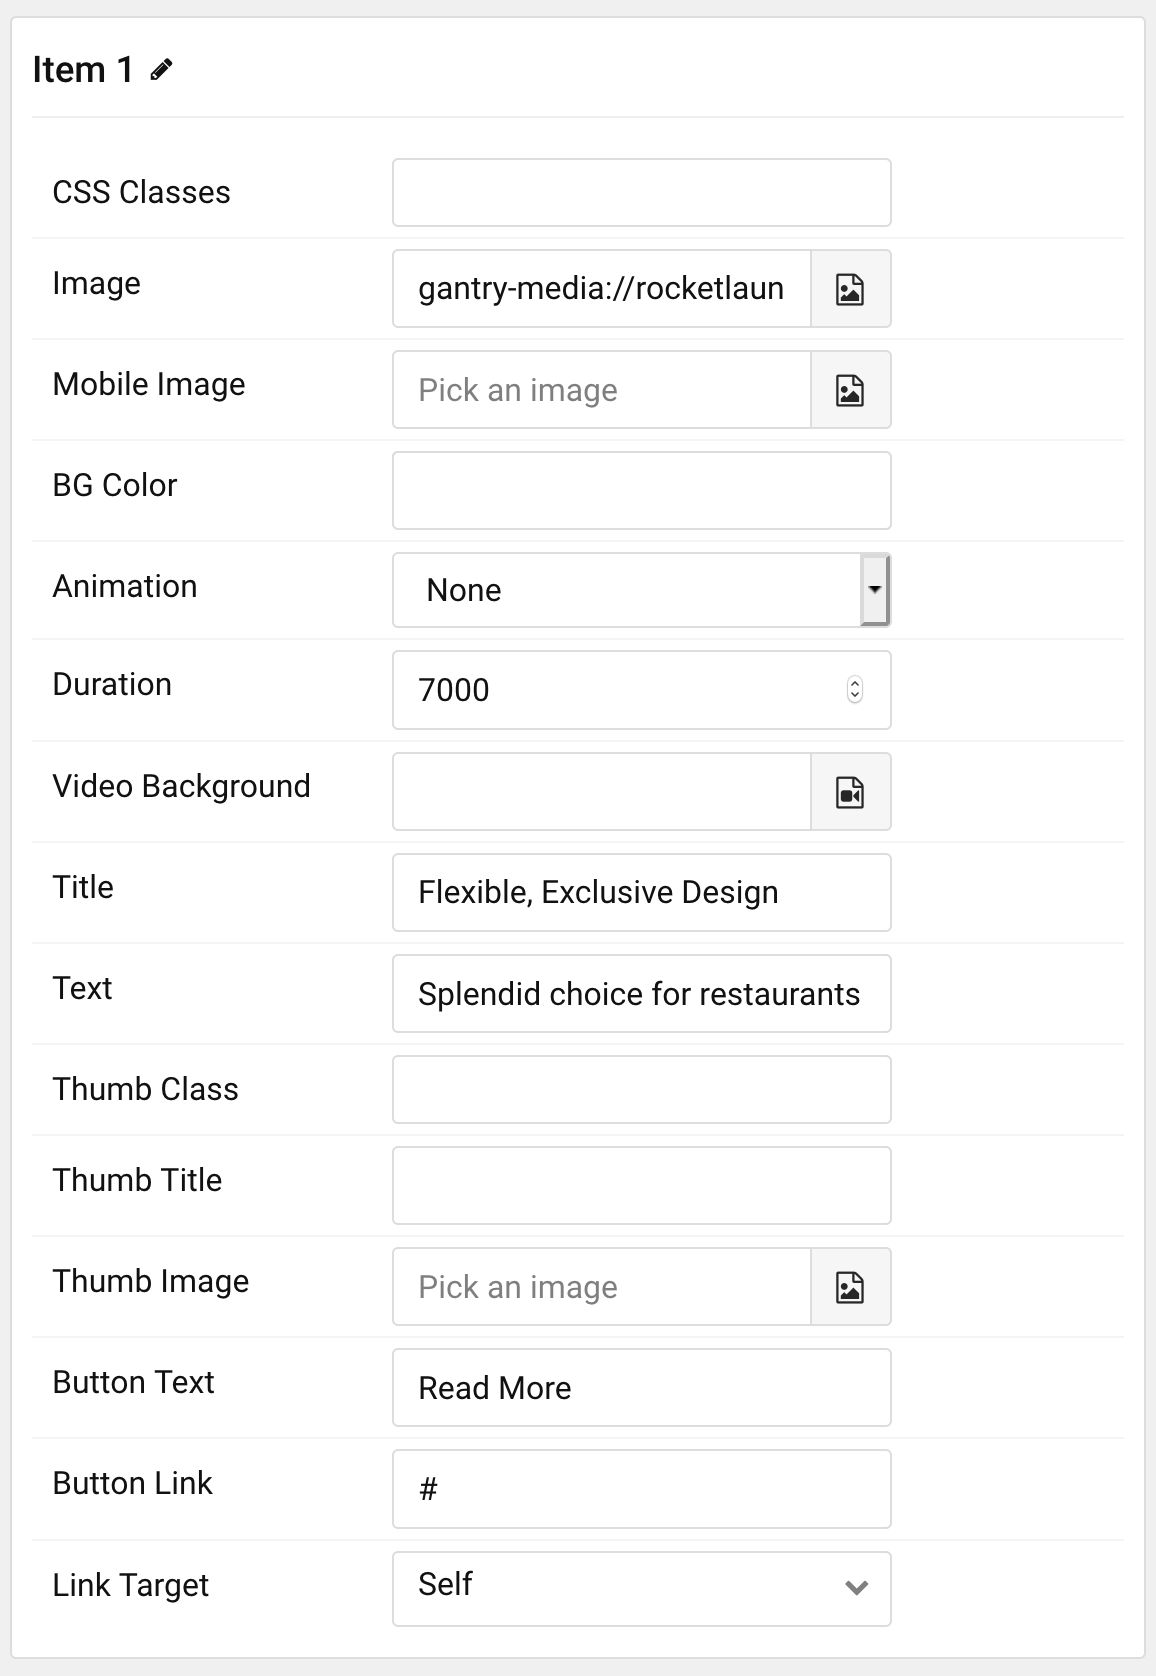 Item 1
CSS Classes
Image gantry-media://rocketlaun
Mobile Image Pick an image
BG Color
Animation None
Duration 7000
Video Background
Title Flexible, Exclusive Design
Text Splendid choice for restaurants
Thumb Class
Thumb Title
Thumb Image Pick an image
Button Text Read More
Button Link #
Link Target Self